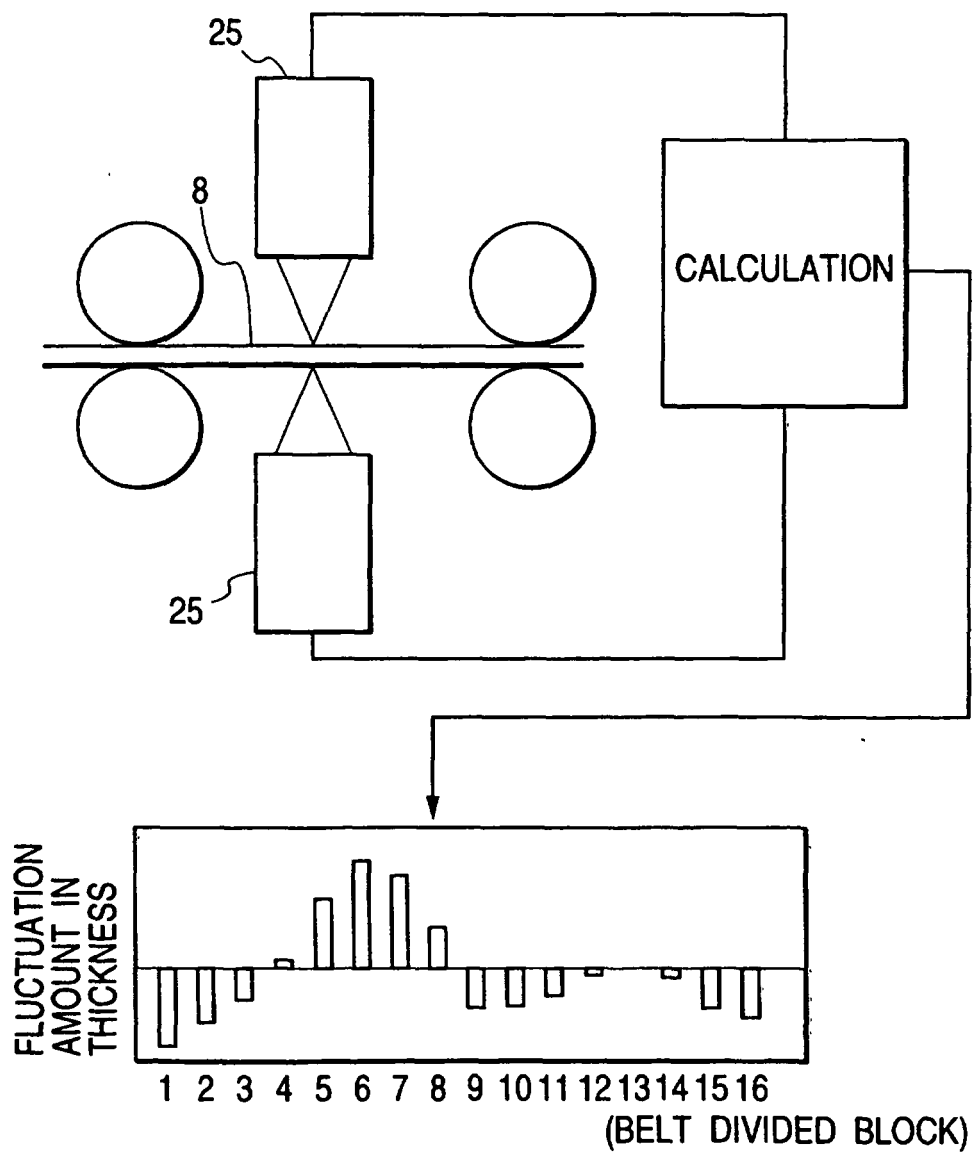 25
8
CALCULATION
25
FLUCTUATION
AMOUNT IN
THICKNESS
1 2 3 4 5 6 7 8 9 10 11 12 13 14 15 16
(BELT DIVIDED BLOCK)